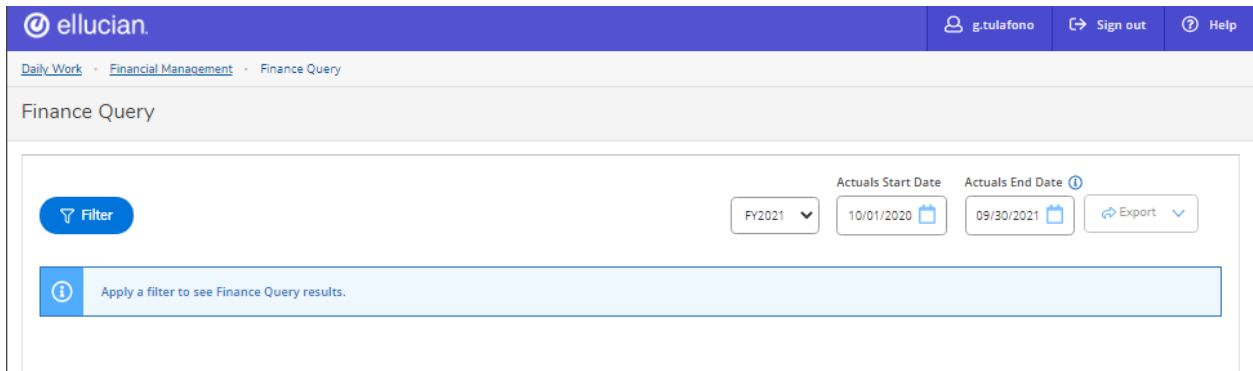 ellucian. g.tulafono Sign out Help
Daily Work · Financial Management · Finance Query
Finance Query
Actuals Start Date Actuals End Date
Filter FY2021 10/01/2020 09/30/2021 Export
Apply a filter to see Finance Query results.